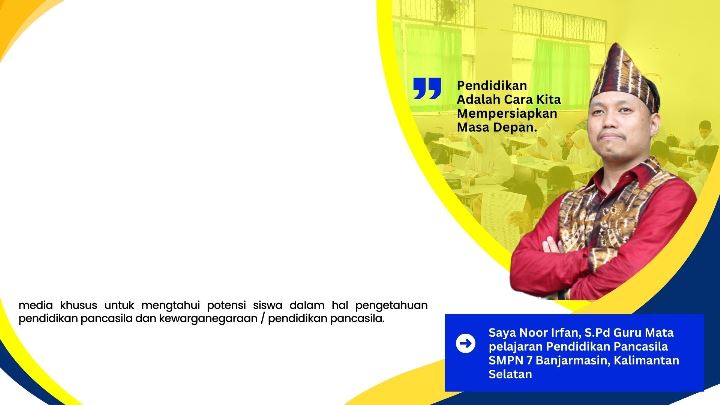 Pendidikan
Adalah Cara Kita
Mempersiapkan
Masa Depan.
media khusus untuk mengtahui potensi siswa dalam hal pengetahuan
pendidikan pancasila dan kewarganegaraan / pendidikan pancasila.
Saya Noor Irfan, S.Pd Guru Mata
pelajaran Pendidikan Pancasila
SMPN 7 Banjarmasin, Kalimantan
Selatan